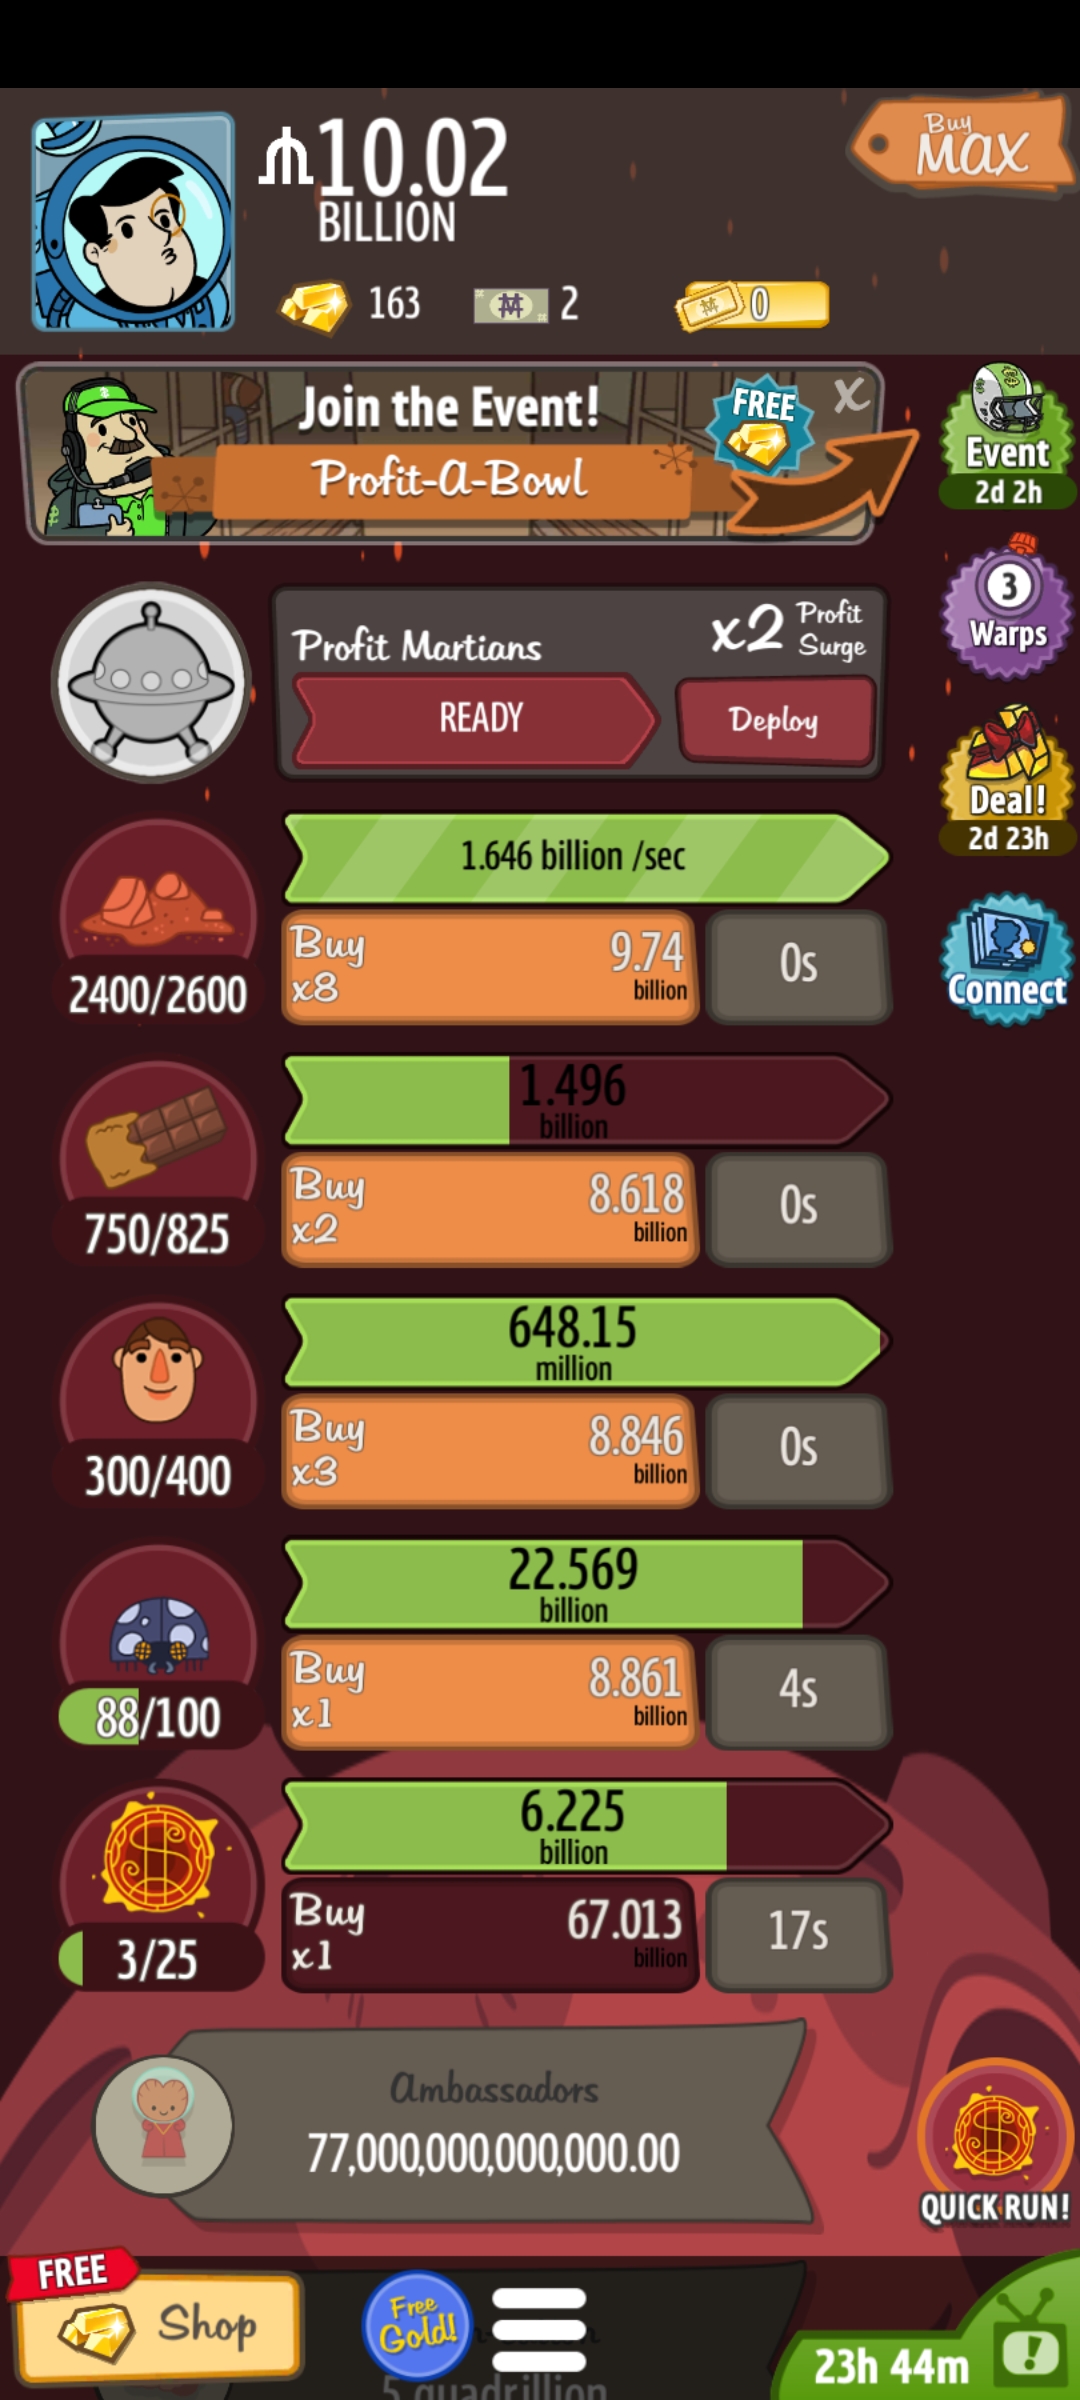 10.02
BILLION
Buy
MAX
163
2
0
Join the Event!
Profit-A-Bowl
FREE
X
Event
2d 2h
3
Warps
Profit Martians
x2 Profit
Surge
READY
Deploy
Deal!
2d 23h
1.646 billion /sec
Buy
x8
9.74
billion
0s
2400/2600
Connect
1.496
billion
Buy
x2
8.618
billion
0s
750/825
648.15
million
Buy
x3
8.846
billion
0s
300/400
22.569
billion
Buy
x1
8.861
billion
4s
88/100
6.225
billion
Buy
x1
67.013
billion
17s
3/25
Ambassadors
77,000,000,000,000.00
QUICK RUN!
FREE
Shop
Free
Gold!
5 quadrillion
23h 44m